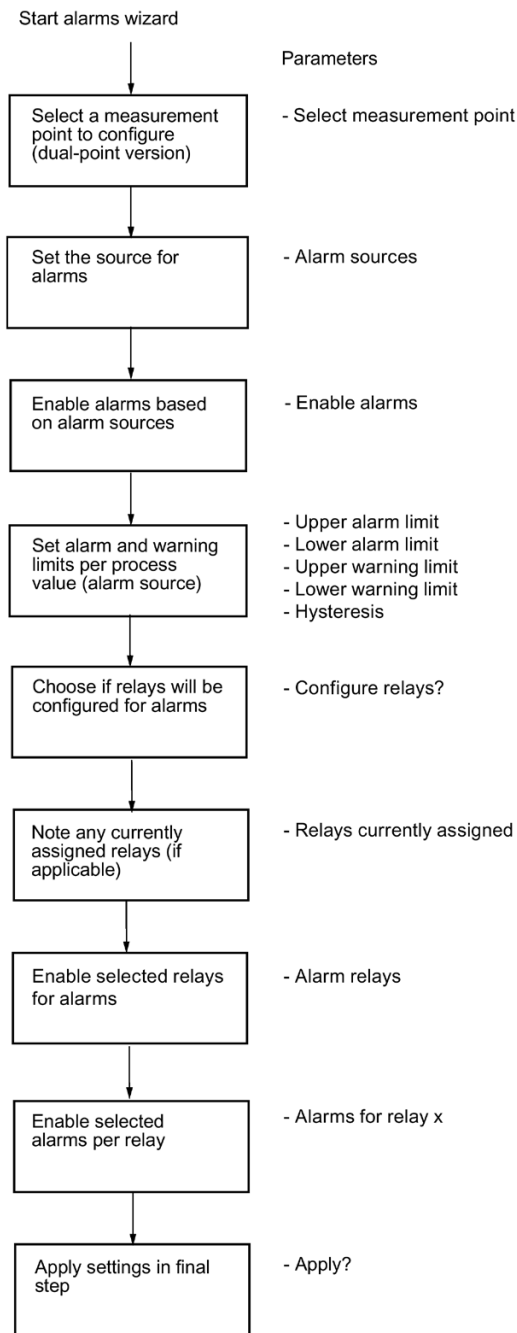 Start alarms wizard
Parameters
Select a measurement
point to configure
(dual-point version)
- Select measurement point
Set the source for
alarms
- Alarm sources
Enable alarms based
on alarm sources
- Enable alarms
Set alarm and warning
limits per process
value (alarm source)
- Upper alarm limit
- Lower alarm limit
- Upper warning limit
- Lower warning limit
- Hysteresis
Choose if relays will be
configured for alarms
- Configure relays?
Note any currently
assigned relays (if
applicable)
- Relays currently assigned
Enable selected relays
for alarms
- Alarm relays
Enable selected
alarms per relay
- Alarms for relay x
Apply settings in final
step
- Apply?